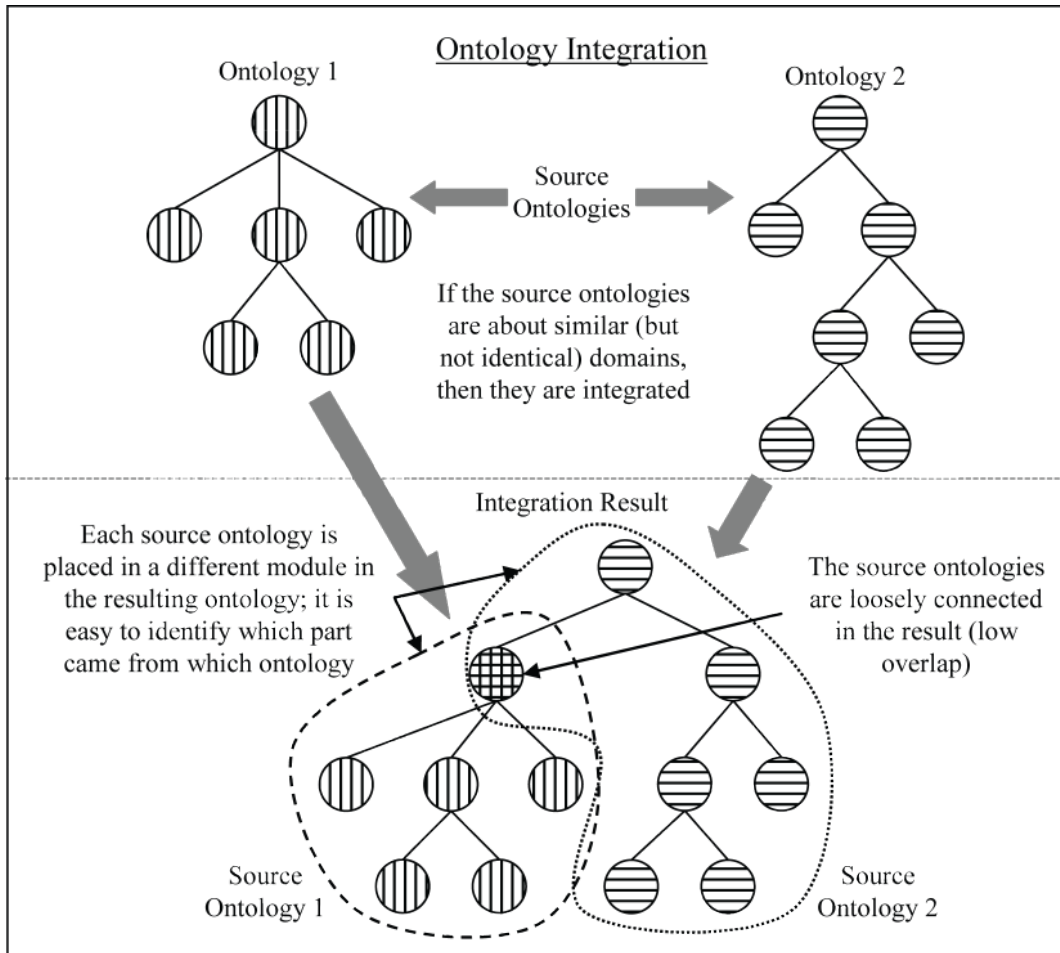 Ontology Integration
Ontology 1
Ontology 2
Source
Ontologies
If the source ontologies
are about similar (but
not identical) domains,
then they are integrated
Integration Result
Each source ontology is
placed in a different module in
the resulting ontology; it is
easy to identify which part
came from which ontology
The source ontologies
are loosely connected
in the result (low
overlap)
Source
Ontology 1
Source
Ontology 2